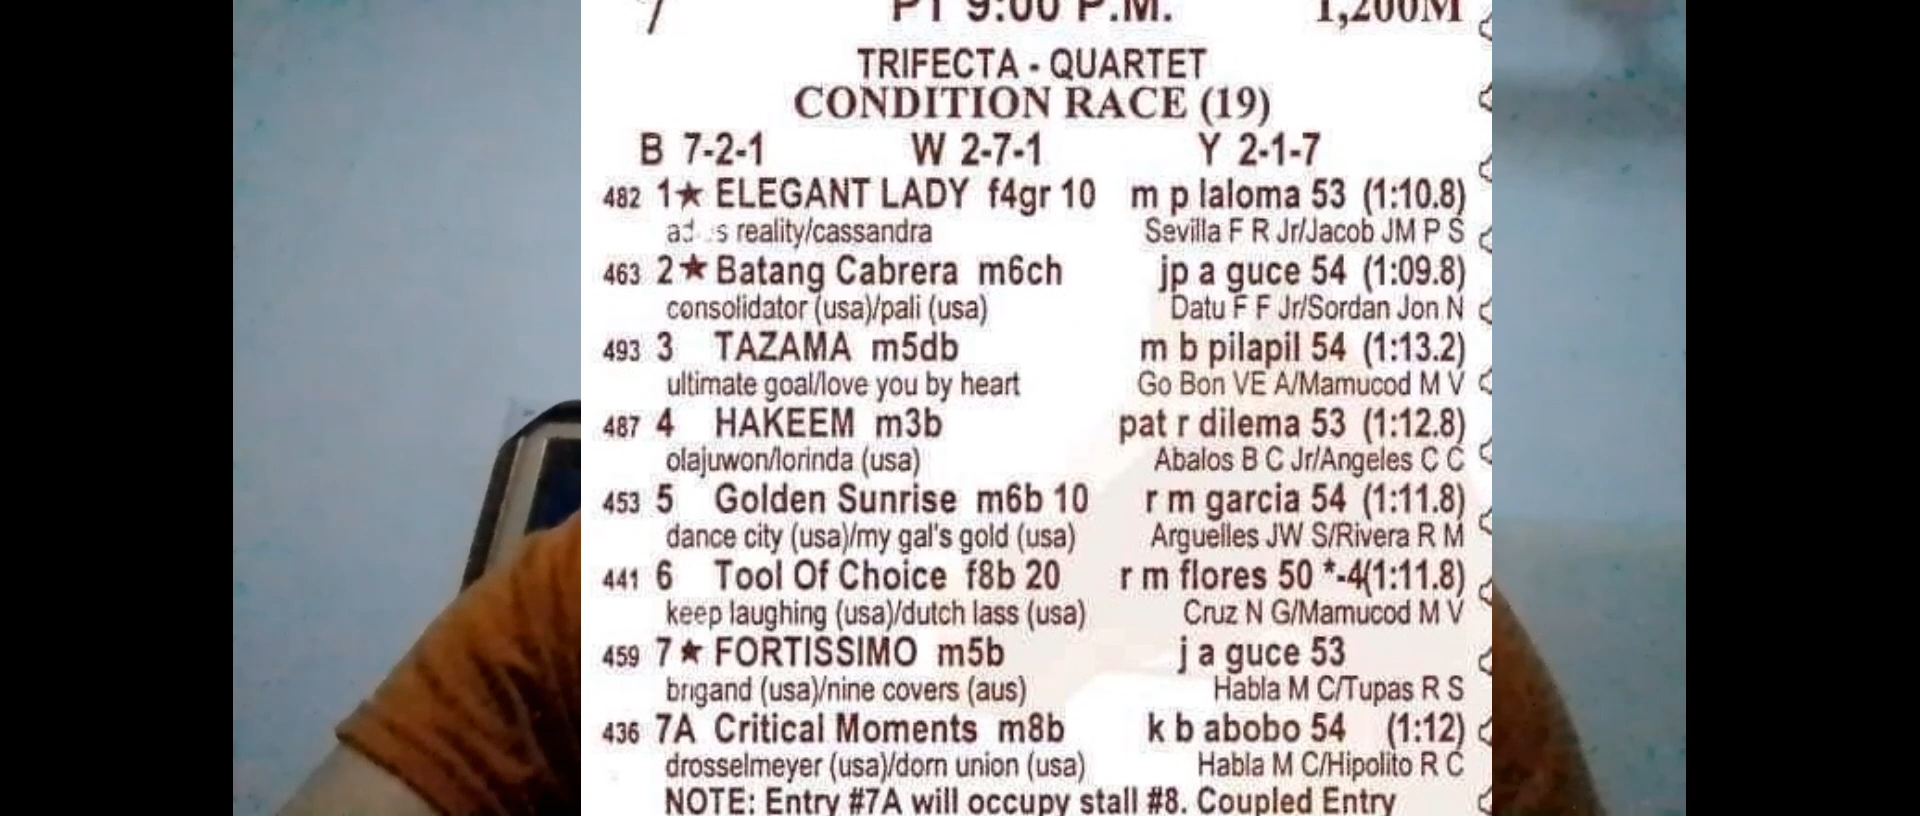 7 PT 9:00 P.M. 1,200M
TRIFECTA - QUARTET
CONDITION RACE (19)
B 7-2-1 W 2-7-1 Y 2-1-7
482 1★ ELEGANT LADY f4gr 10 m p laloma 53 (1:10.8)
reality/cassandra Sevilla F R Jr/Jacob JM P S
463 2★ Batang Cabrera m6ch jp a guce 54 (1:09.8)
consolidator (usa)/pali (usa) Datu F F Jr/Sordan Jon N
493 3 TAZAMA m5db m b pilapil 54 (1:13.2)
ultimate goal/love you by heart Go Bon VE A/Mamucod M V
487 4 HAKEEM m3b pat r dilema 53 (1:12.8)
olajuwon/lorinda (usa) Abalos B C Jr/Angeles C C
453 5 Golden Sunrise m6b 10 r m garcia 54 (1:11.8)
dance city (usa)/my gal's gold (usa) Arguelles JW S/Rivera R M
441 6 Tool Of Choice f8b 20 r m flores 50 *-4(1:11.8)
keep laughing (usa)/dutch lass (usa) Cruz N G/Mamucod M V
459 7★ FORTISSIMO m5b j a guce 53
brigand (usa)/nine covers (aus) Habla M C/Tupas R S
436 7A Critical Moments m8b k b abobo 54 (1:12)
drosselmeyer (usa)/dorn union (usa) Habla M C/Hipolito R C
NOTE: Entry #7A will occupy stall #8. Coupled Entry